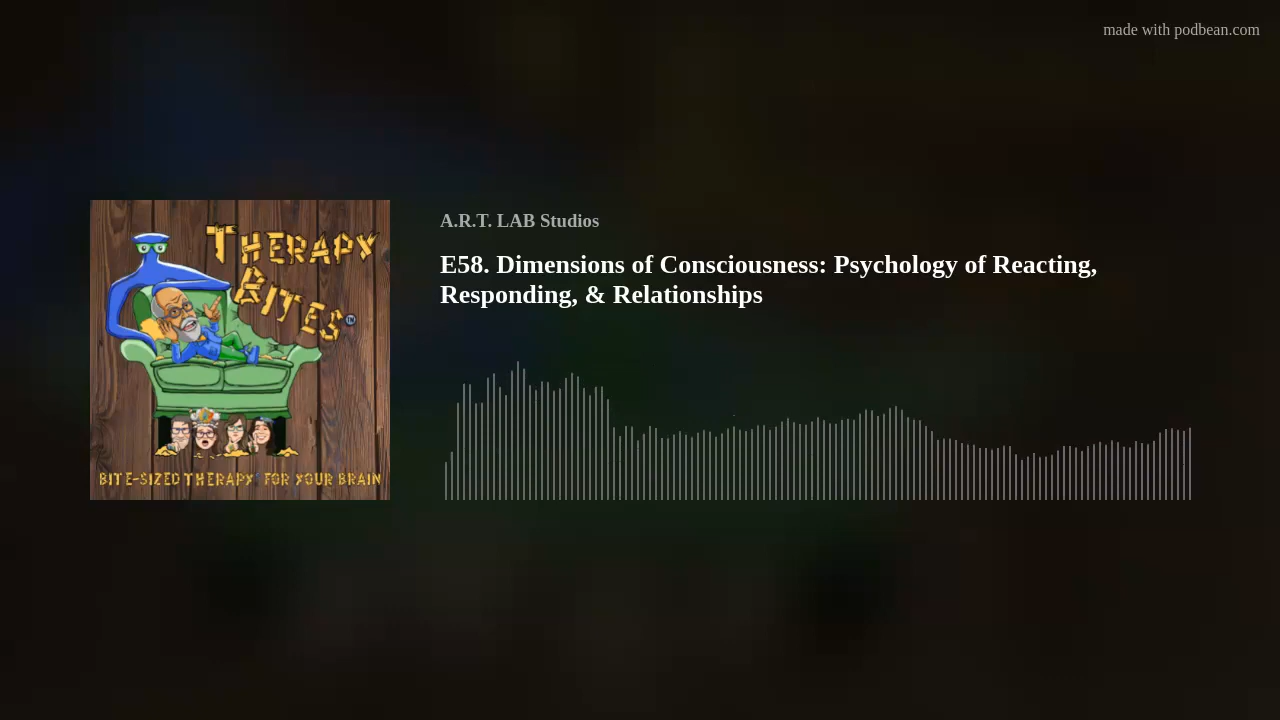 made with podbean.com
A.R.T. LAB Studios
E58. Dimensions of Consciousness: Psychology of Reacting,
Responding, & Relationships
THERAPY
BITES
BITE-SIZED THERAPY FOR YOUR BRAIN